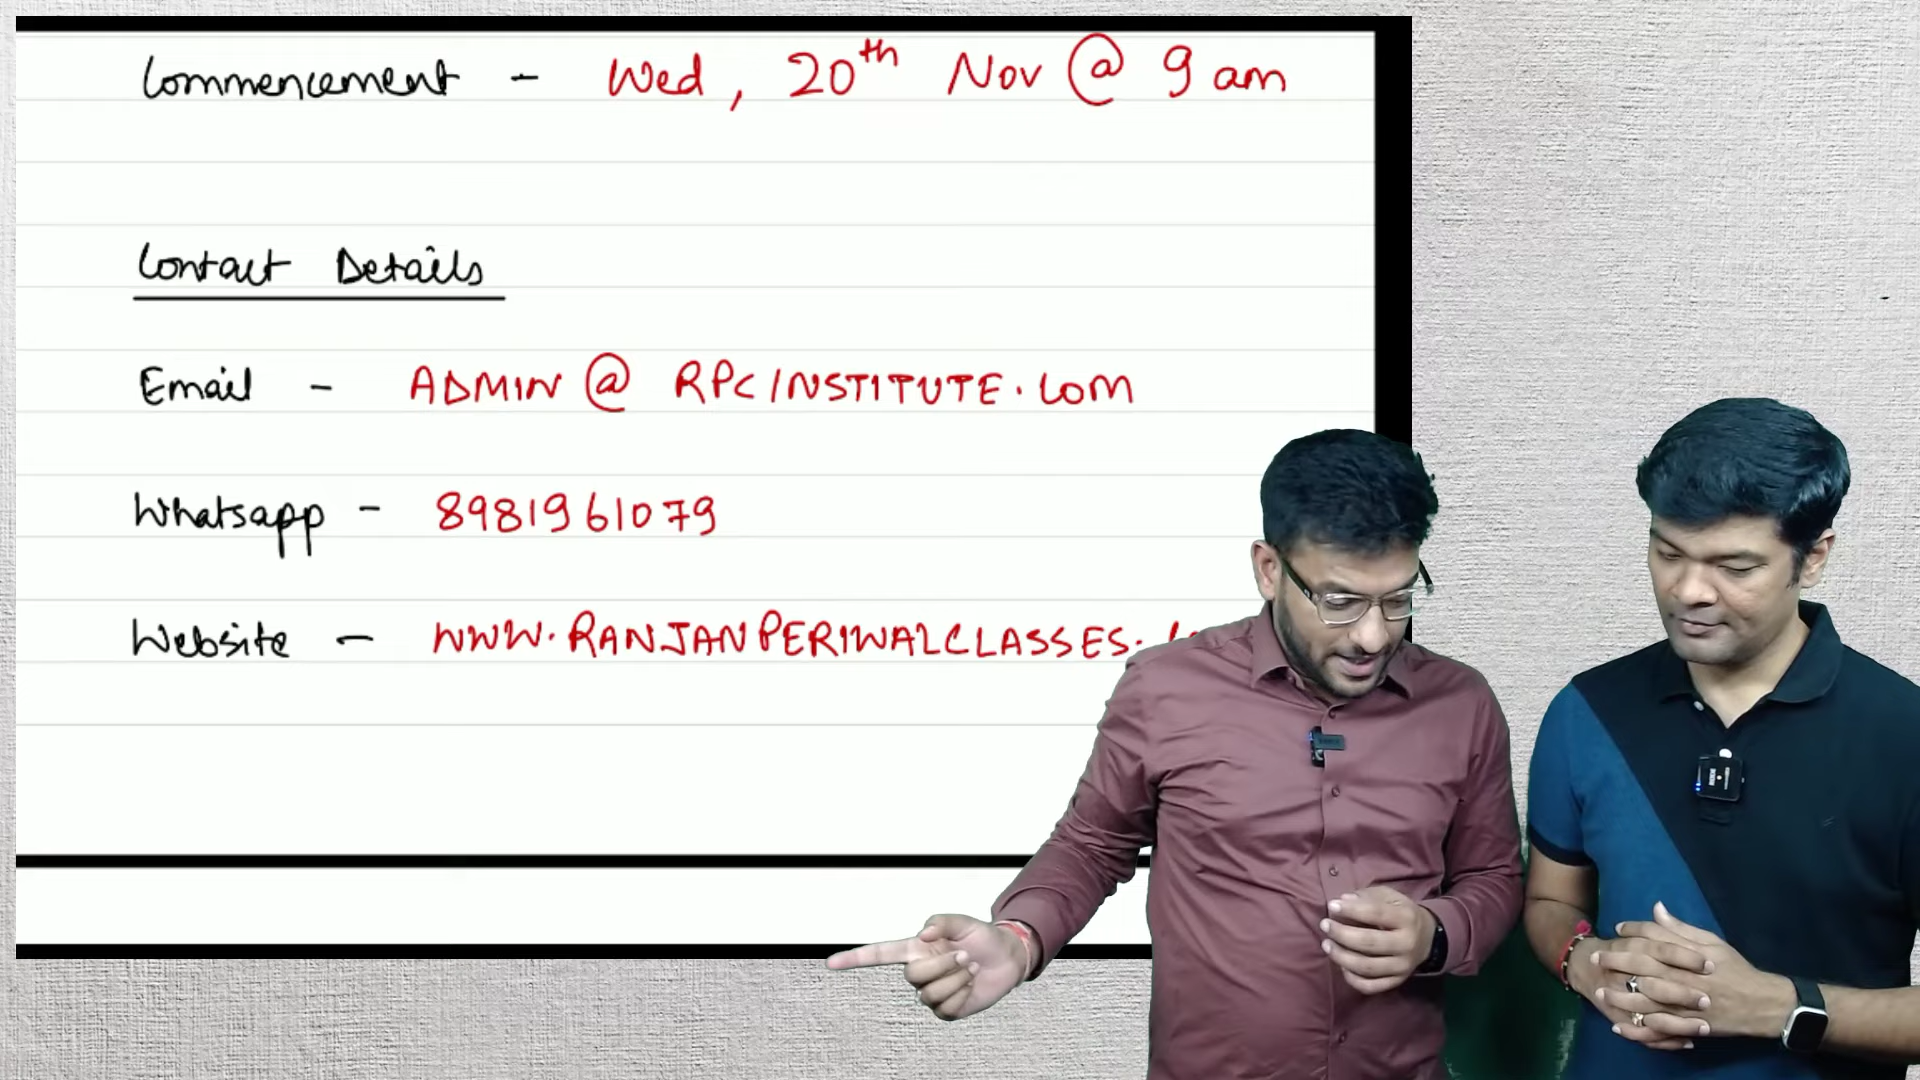 Commencement - Wed, 20th Nov @ 9 am
Contact Details
Email - ADMIN @ RPCINSTITUTE.COM
Whatsapp - 8981961079
Website - WWW.RANJANPERIWALCLASSES.